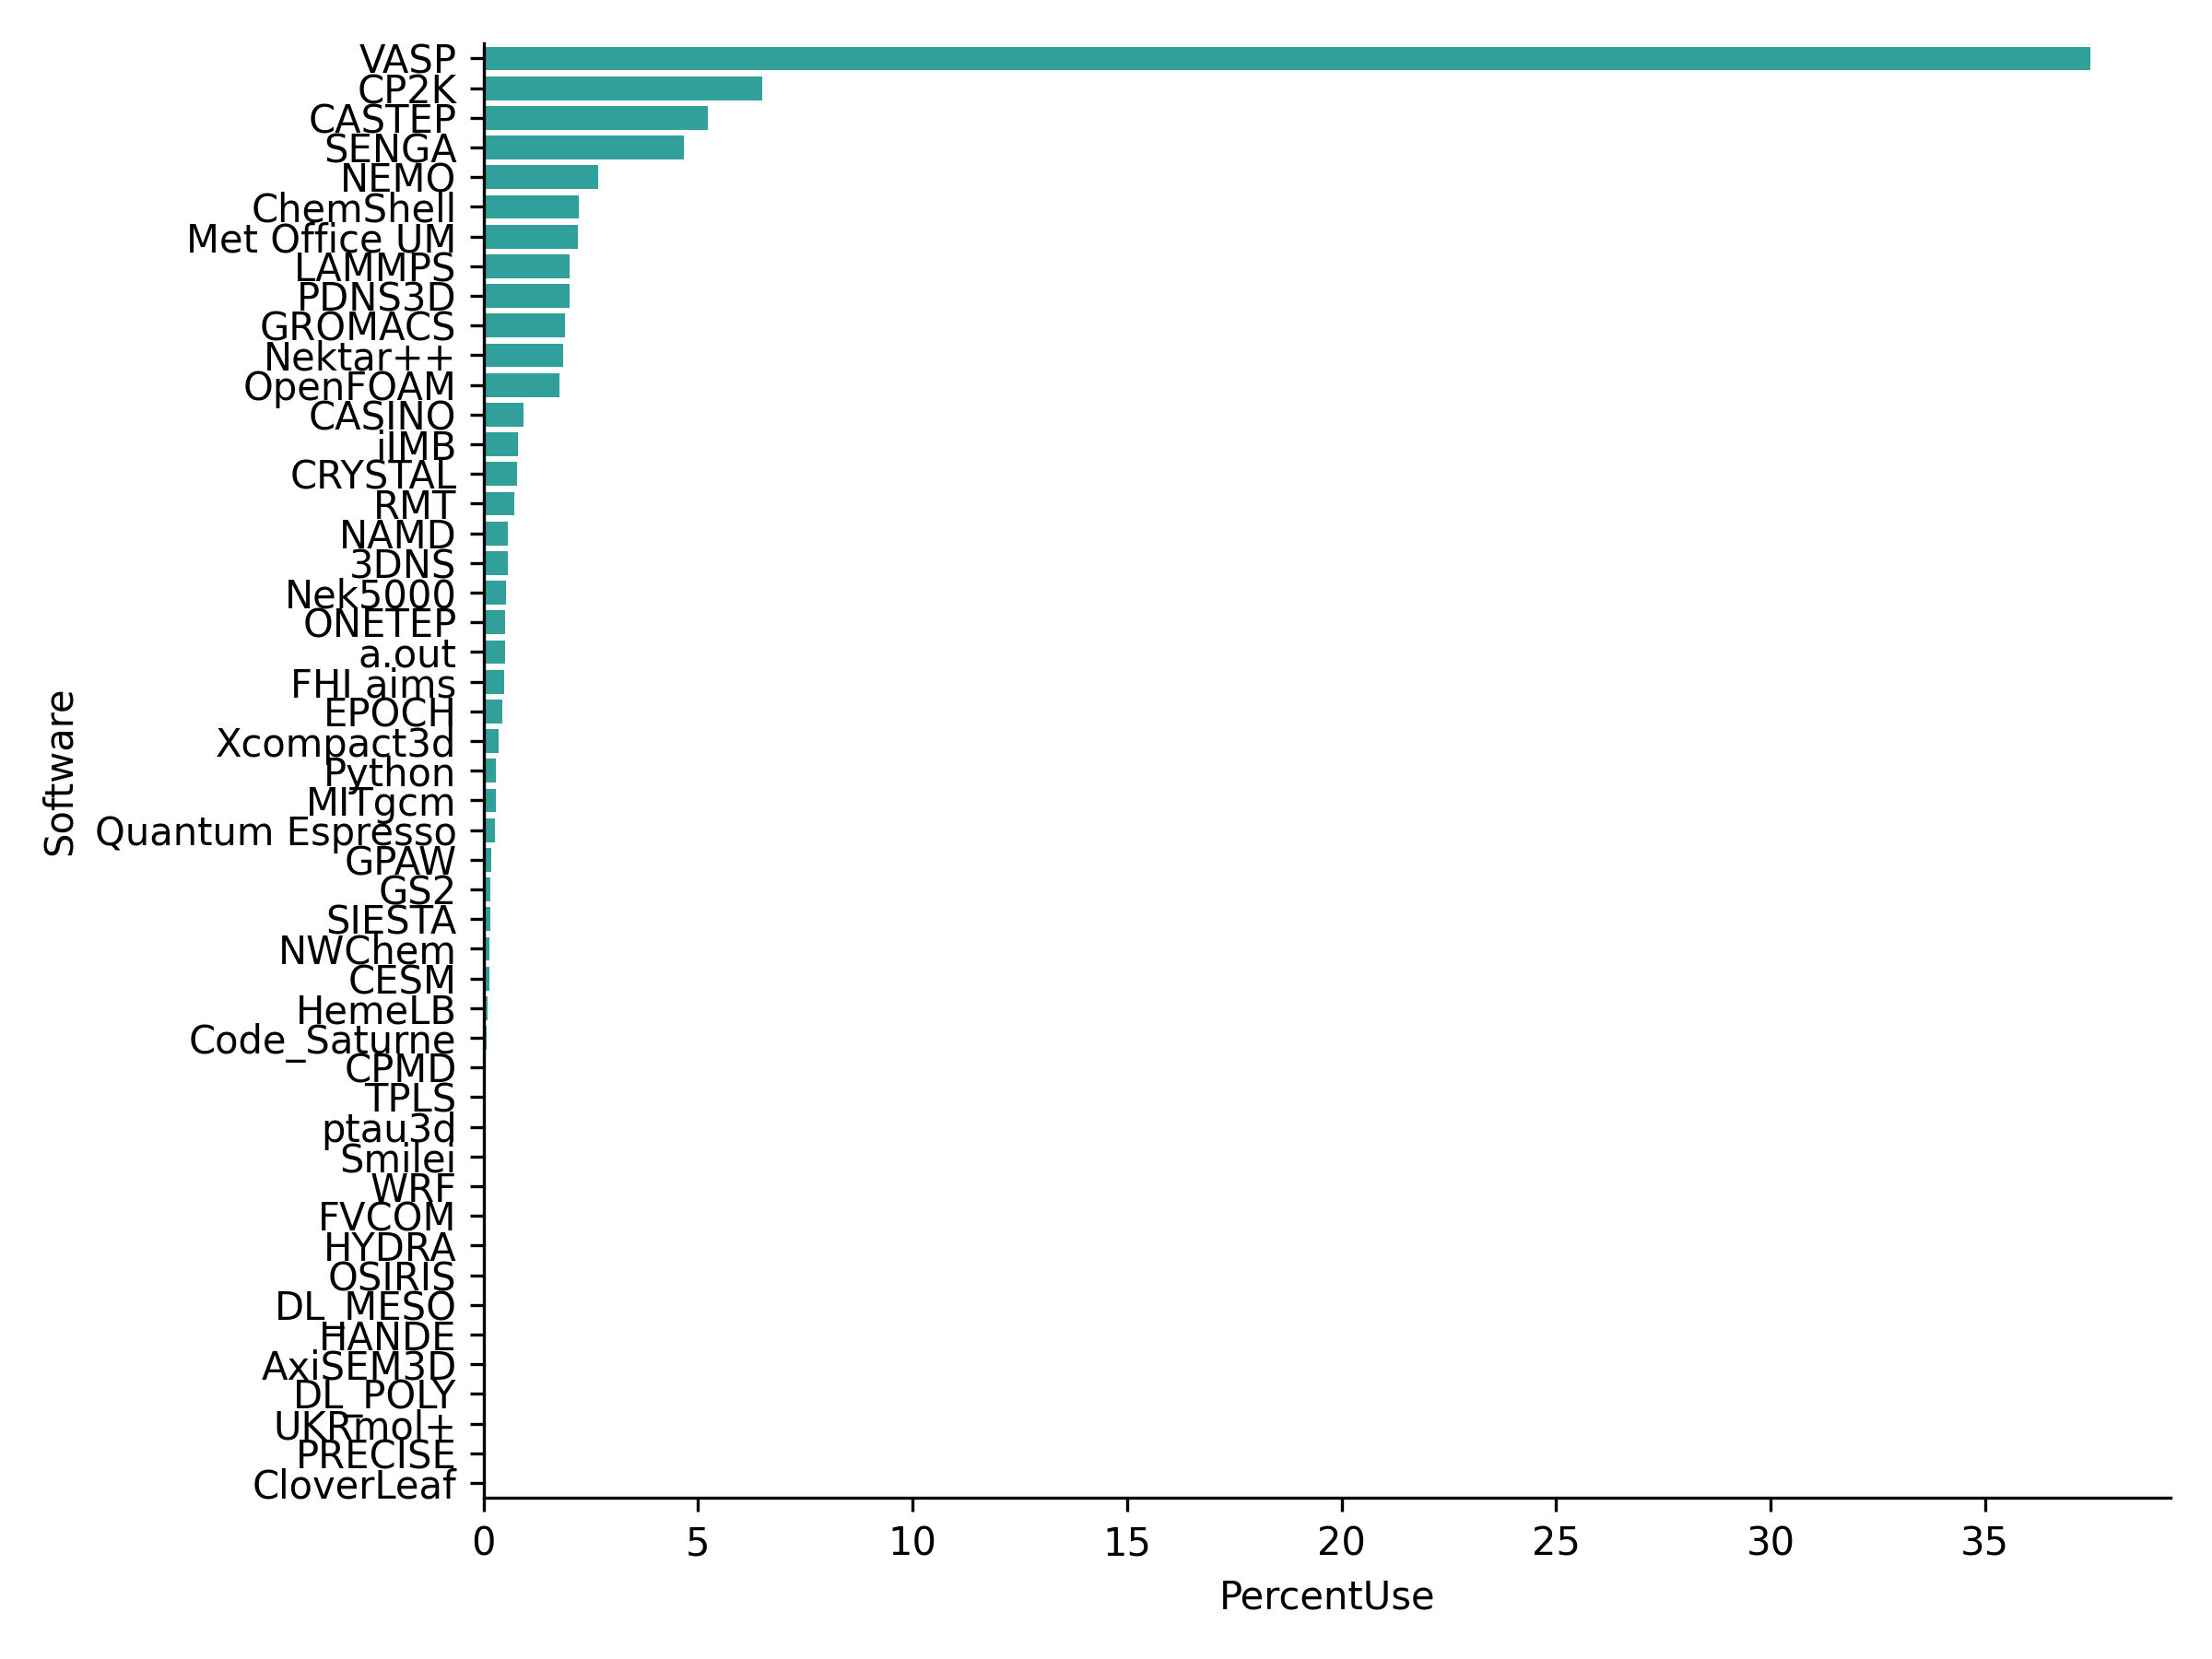 VASP
CP2K
CASTEP
SENGA
NEMO
ChemShell
Met Office UM
LAMMPS
PDNS3D
GROMACS
Nektar++
OpenFOAM
CASINO
iIMB
CRYSTAL
RMT
NAMD
3DNS
Nek5000
ONETEP
a.out
FHI aims
EPOCH
Xcompact3d
Python
MITgcm
Quantum Espresso
GPAW
GS2
SIESTA
NWChem
CESM
HemeLB
Code_Saturne
CPMD
TPLS
ptau3d
Smilei
WRF
FVCOM
HYDRA
OSIRIS
DL_MESO
HANDE
AxiSEM3D
DL_POLY
UKRmol+
PRECISE
CloverLeaf
Software
0 5 10 15 20 25 30 35
PercentUse